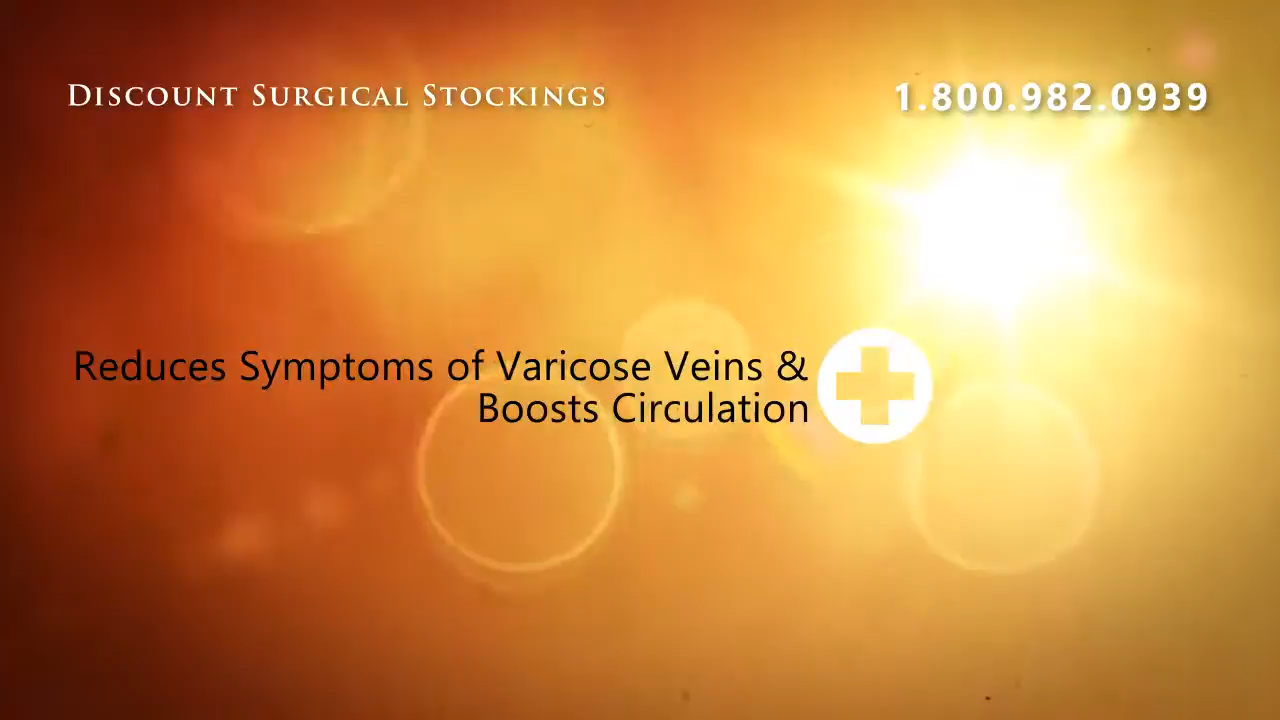 Discount Surgical Stockings
1.800.982.0939
Reduces Symptoms of Varicose Veins &
Boosts Circulation